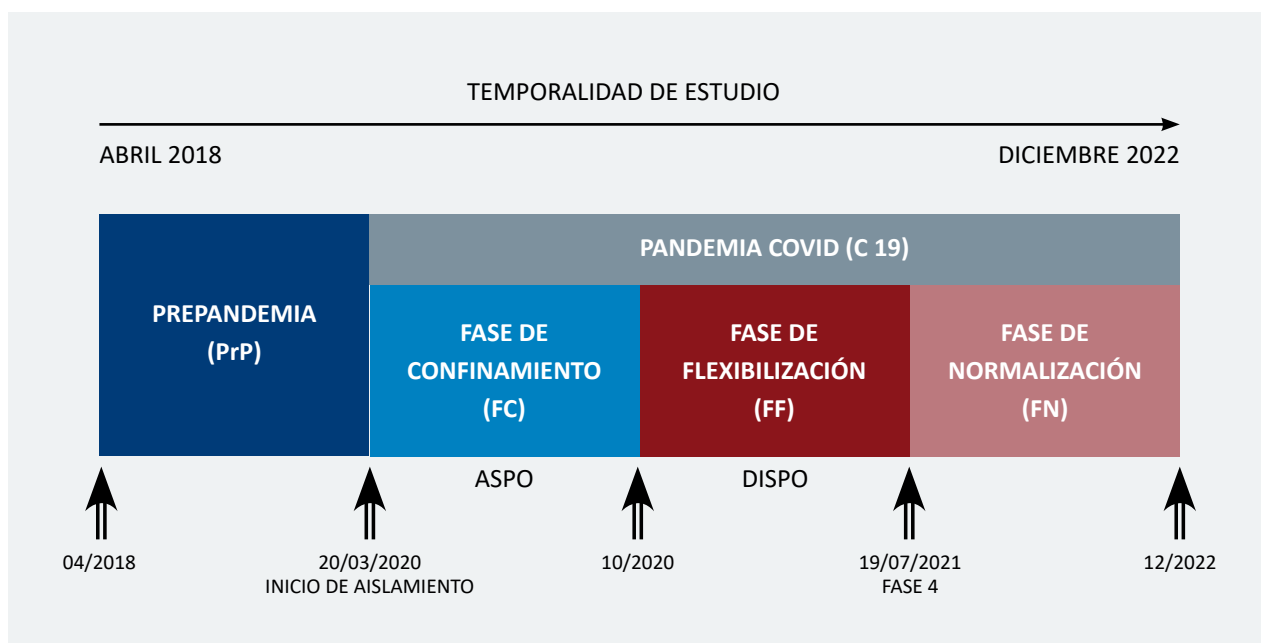 TEMPORALIDAD DE ESTUDIO
ABRIL 2018
DICIEMBRE 2022
PANDEMIA COVID (C 19)
PREPANDEMIA
(PrP)
FASE DE
CONFINAMIENTO
(FC)
FASE DE
FLEXIBILIZACIÓN
(FF)
FASE DE
NORMALIZACIÓN
(FN)
ASPO
DISPO
04/2018
20/03/2020
INICIO DE AISLAMIENTO
10/2020
19/07/2021
FASE 4
12/2022